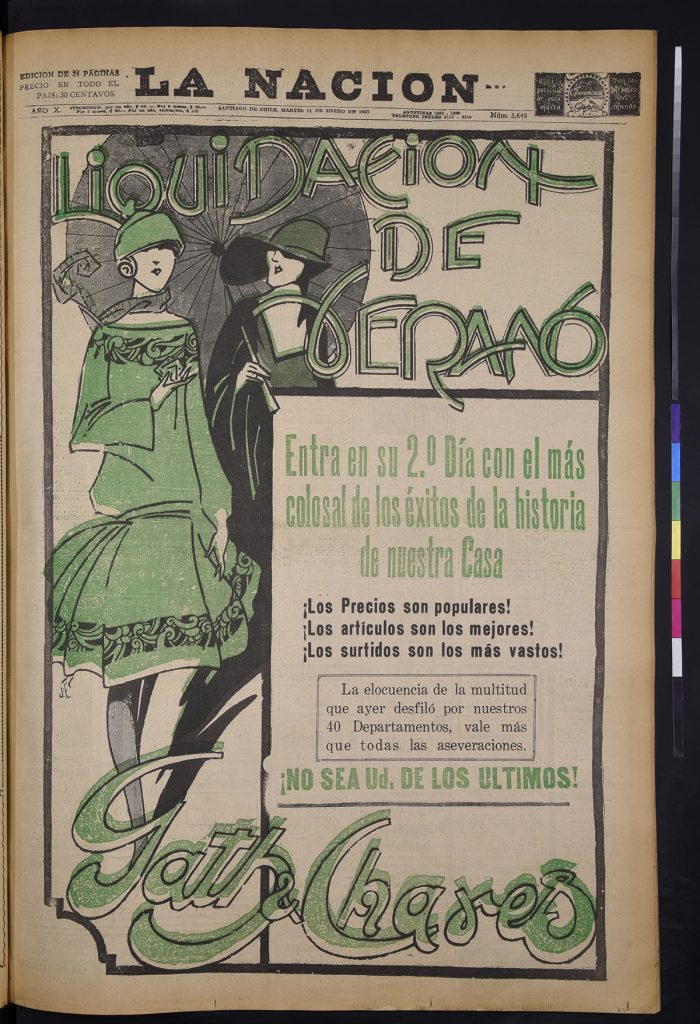 EDICION DE 24 PAGINAS
PRECIO EN TODO EL
PAIS: 30 CENTAVOS
LA NACION
AÑO X.
SANTIAGO DE CHILE, MARTES 11 DE ENERO DE 1927
Núm. 3,649
LIQUIDACION
DE
VERANO
Entra en su 2.º Día con el más
colosal de los éxitos de la historia
de nuestra Casa
¡Los Precios son populares!
¡Los artículos son los mejores!
¡Los surtidos son los más vastos!
La elocuencia de la multitud
que ayer desfiló por nuestros
40 Departamentos, vale más
que todas las aseveraciones.
¡NO SEA Ud. DE LOS ULTIMOS!
Gath & Chaves